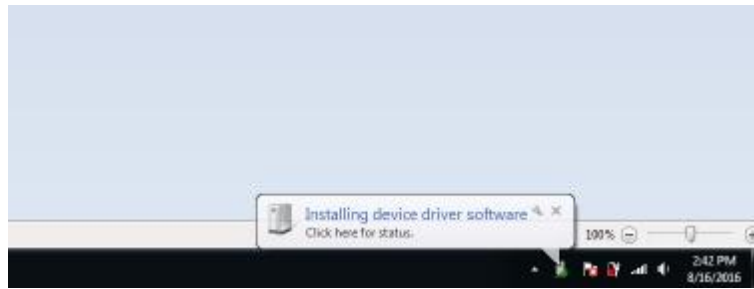 Installing device driver software
Click here for status.
100%
2:42 PM
8/16/2016